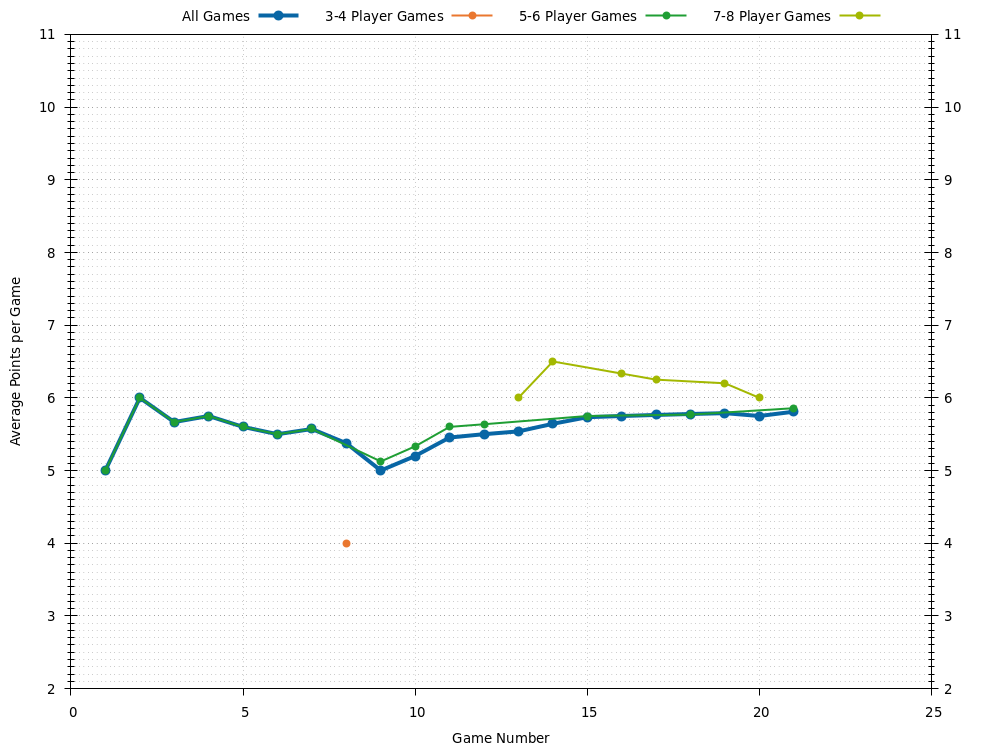 All Games 3-4 Player Games 5-6 Player Games 7-8 Player Games
11 11
10 10
9 9
8 8
7 7
6 6
5 5
4 4
3 3
2 2
0 5 10 15 20 25
Average Points per Game
Game Number